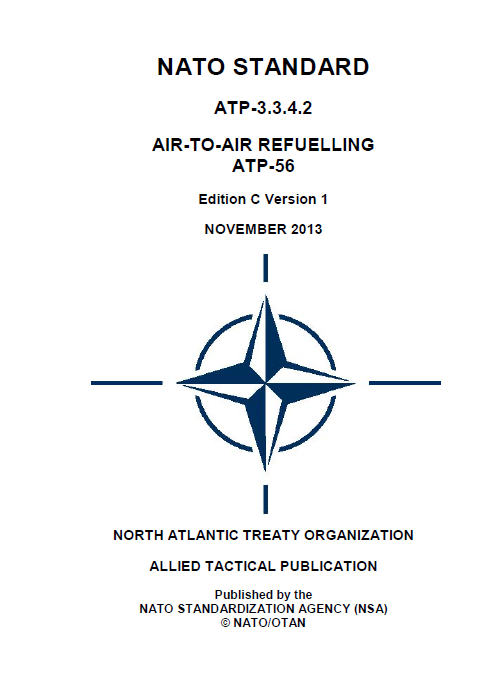 NATO STANDARD
ATP-3.3.4.2
AIR-TO-AIR REFUELLING
ATP-56
Edition C Version 1
NOVEMBER 2013
NORTH ATLANTIC TREATY ORGANIZATION
ALLIED TACTICAL PUBLICATION
Published by the
NATO STANDARDIZATION AGENCY (NSA)
© NATO/OTAN